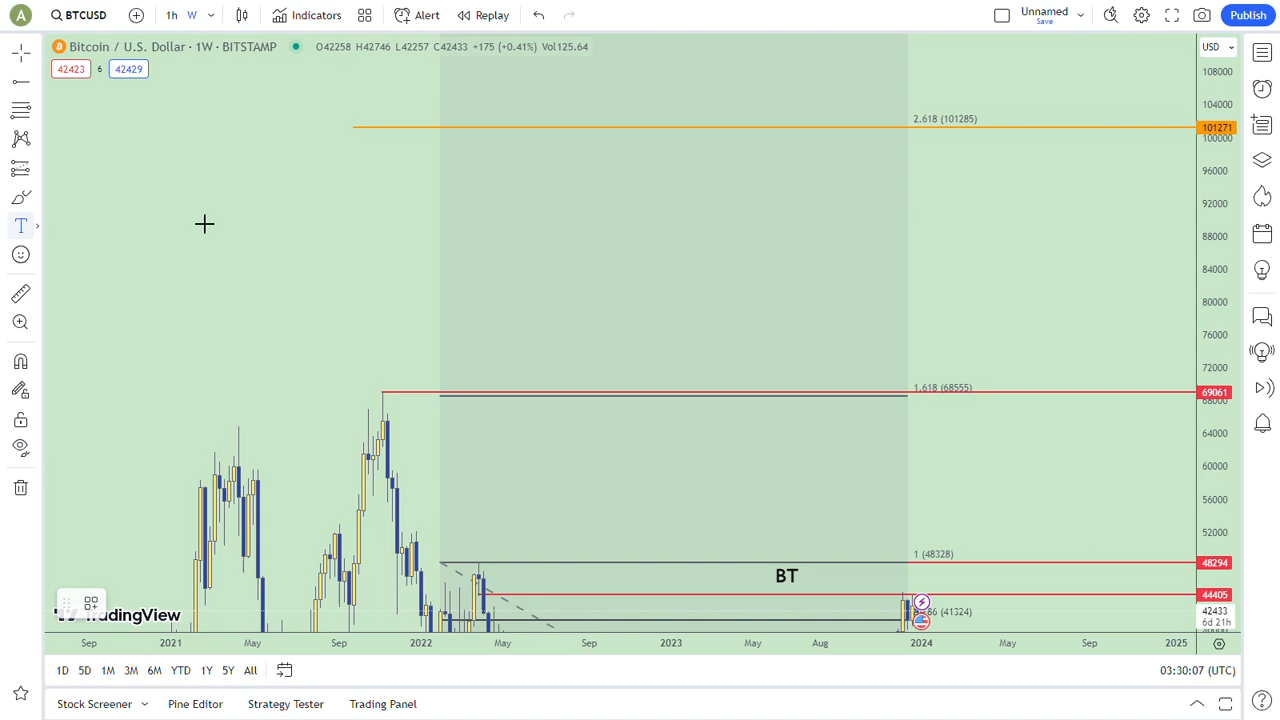 A BTCUSD 1h W Indicators Alert Replay Unnamed Save Publish
Bitcoin / U.S. Dollar · 1W · BITSTAMP O42258 H42746 L42257 C42433 +175 (+0.41%) Vol125.64 USD
42423 6 42429
108000
104000
2.618 (101285)
101271
100000
96000
92000
88000
84000
80000
76000
72000
1.618 (68555)
69061
68000
64000
60000
56000
52000
1 (48328)
48294
BT
44405
42433
6d 21h
(41324)
TradingView
Sep 2021 May Sep 2022 May Sep 2023 May Aug 2024 May Sep 2025
1D 5D 1M 3M 6M YTD 1Y 5Y All 03:30:07 (UTC)
Stock Screener Pine Editor Strategy Tester Trading Panel